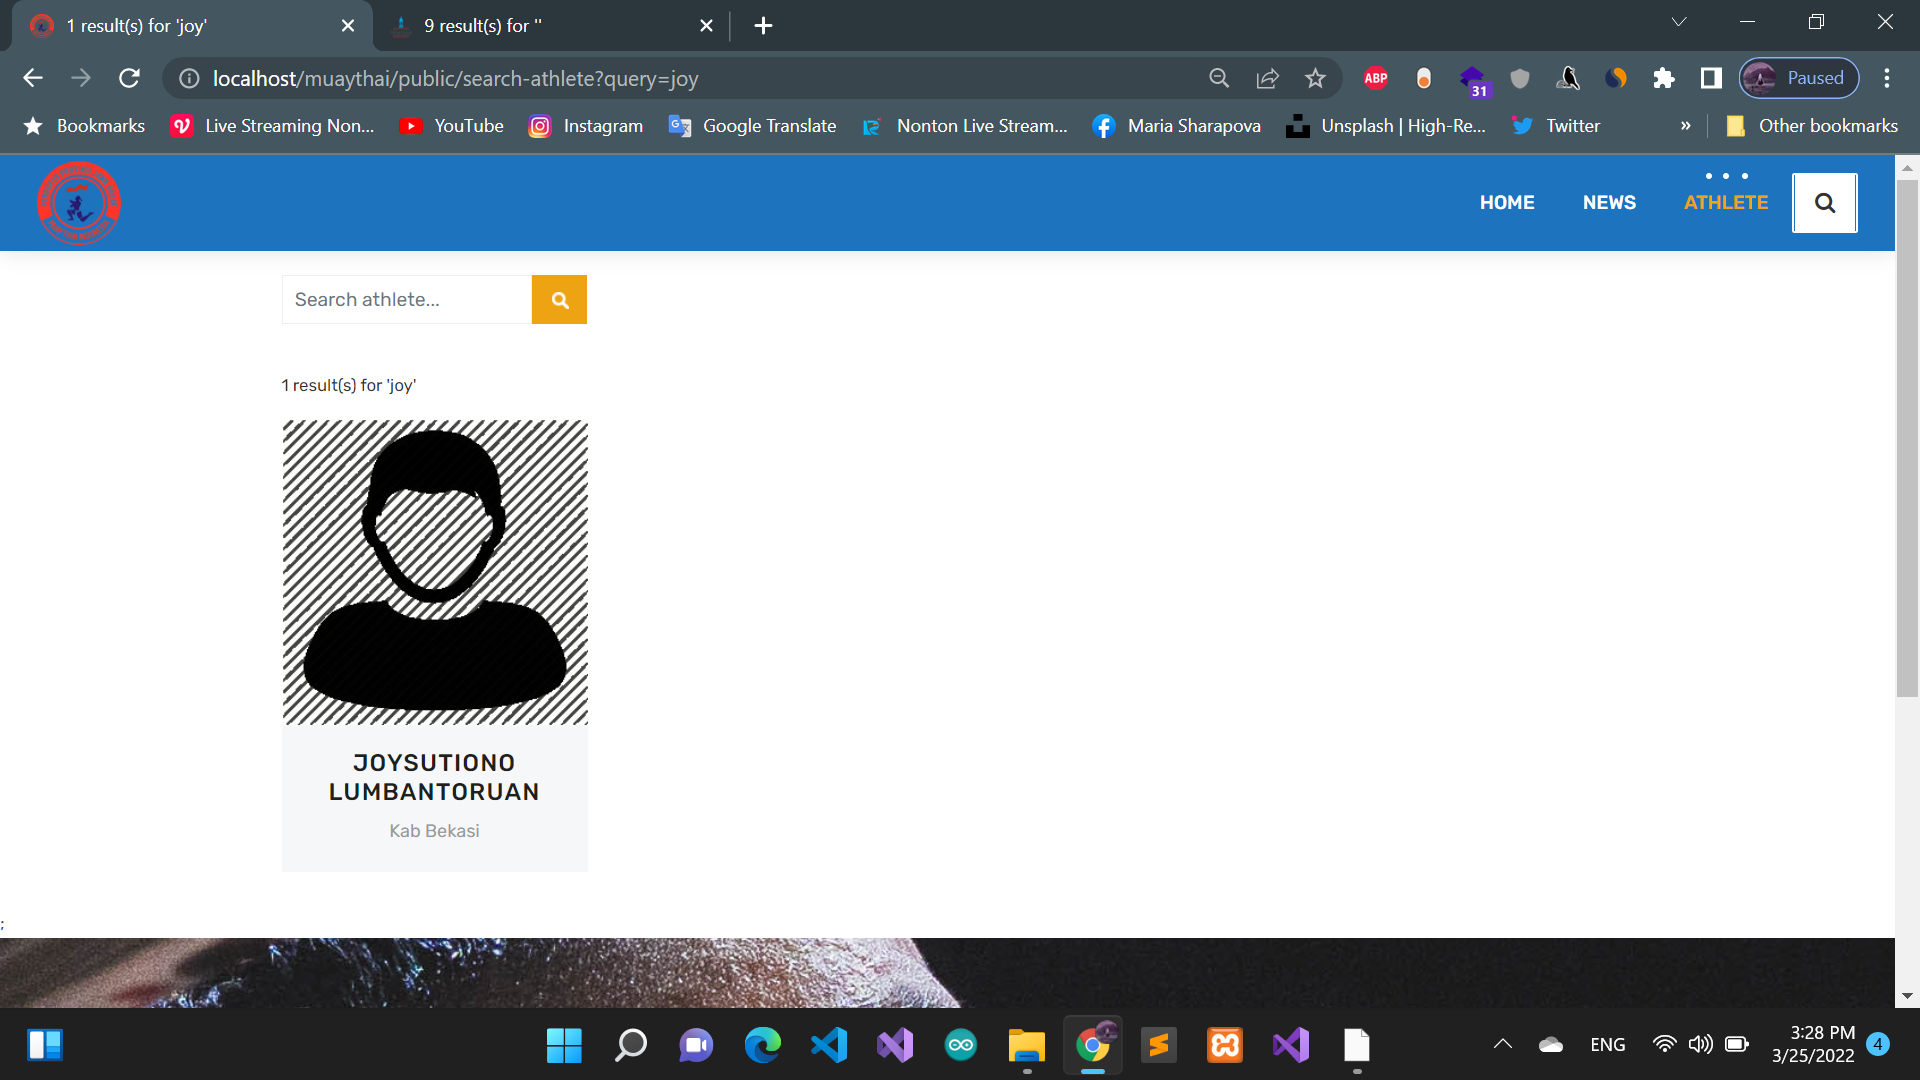 1 result(s) for 'joy'
9 result(s) for ''
localhost/muaythai/public/search-athlete?query=joy
ABP
31
Paused
Bookmarks
Live Streaming Non...
YouTube
Instagram
Google Translate
Nonton Live Stream...
Maria Sharapova
Unsplash | High-Re...
Twitter
»
Other bookmarks
HOME
NEWS
ATHLETE
Search athlete...
1 result(s) for 'joy'
JOYSUTIONO
LUMBANTORUAN
Kab Bekasi
;
ENG
3:28 PM
3/25/2022
4